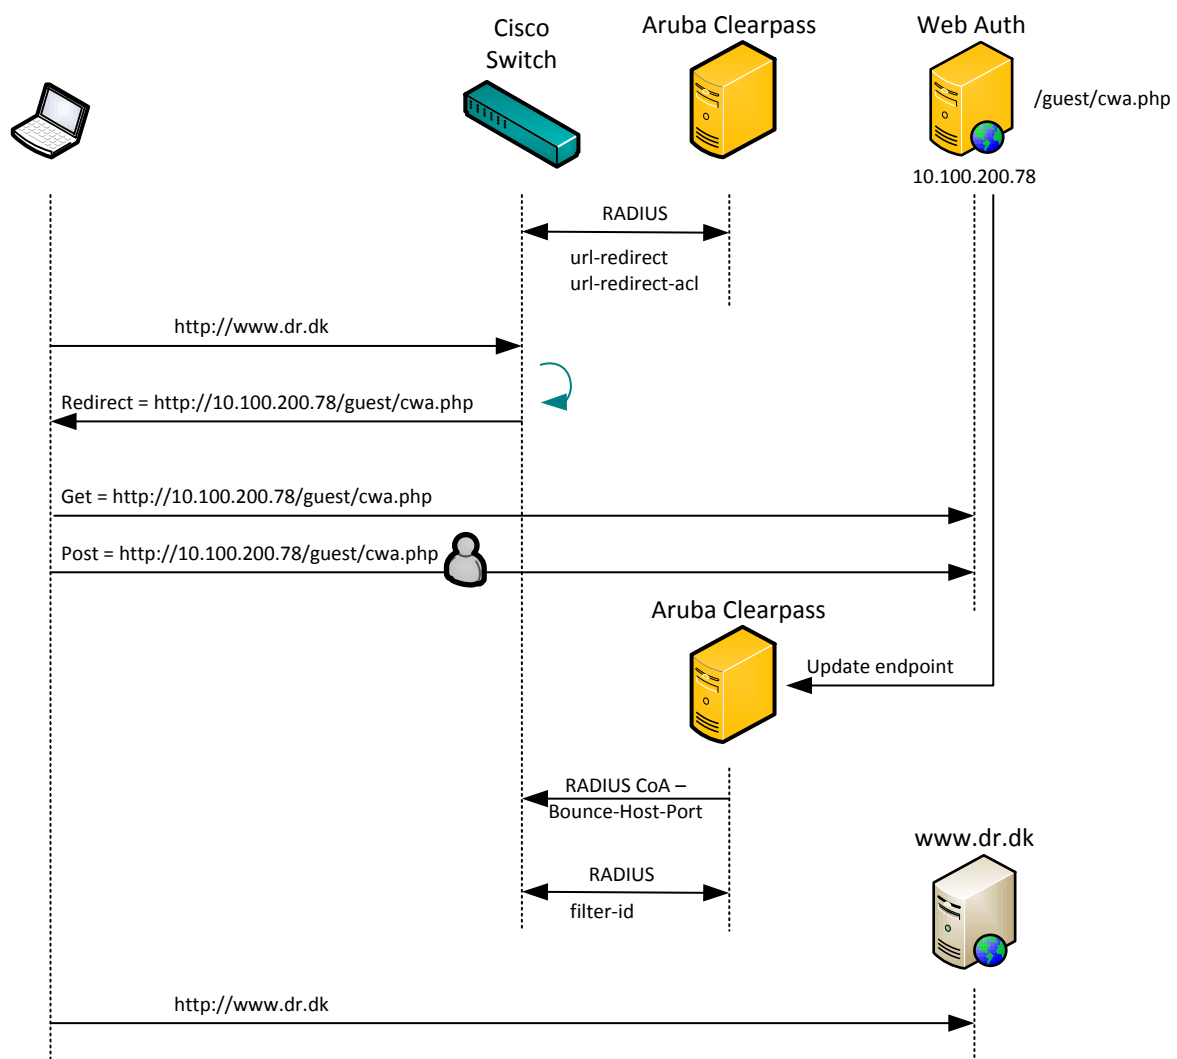 Cisco
Switch
Aruba Clearpass
Web Auth
/guest/cwa.php
10.100.200.78
RADIUS
url-redirect
url-redirect-acl
http://www.dr.dk
Redirect = http://10.100.200.78/guest/cwa.php
Get = http://10.100.200.78/guest/cwa.php
Post = http://10.100.200.78/guest/cwa.php
Aruba Clearpass
Update endpoint
RADIUS CoA –
Bounce-Host-Port
www.dr.dk
RADIUS
filter-id
http://www.dr.dk